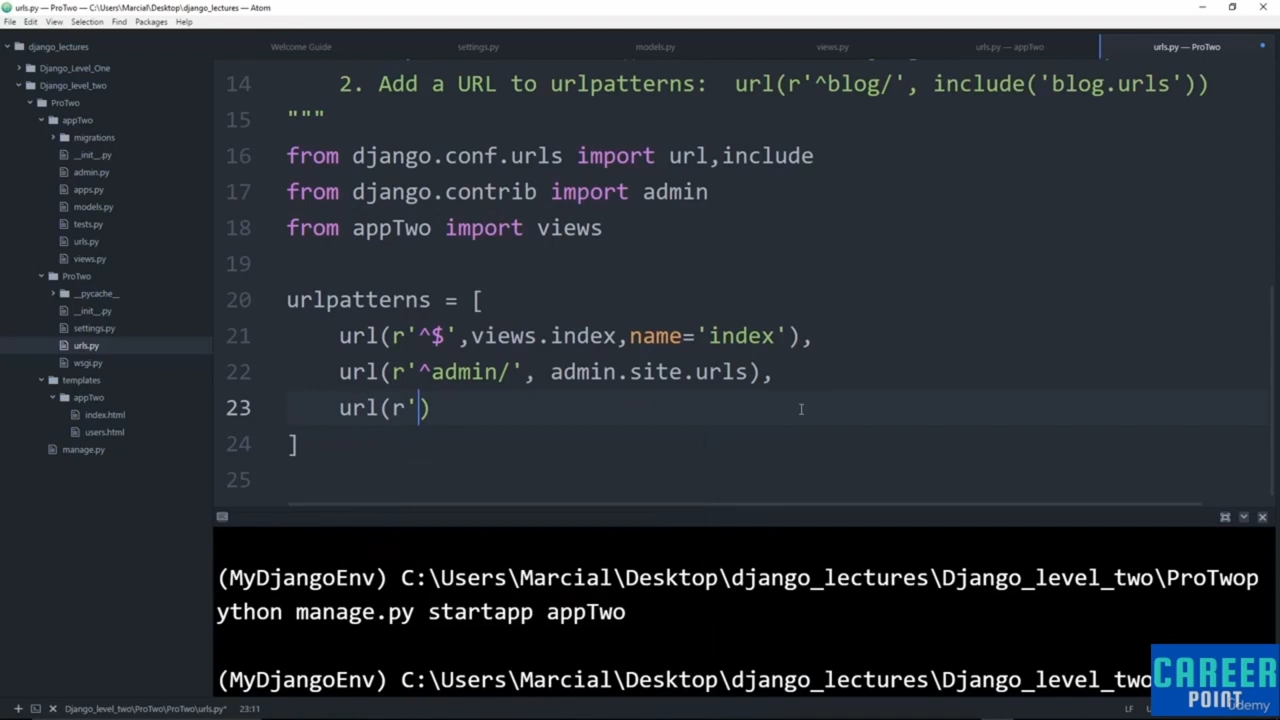 urls.py — ProTwo — C:\Users\Marcial\Desktop\django_lectures — Atom
File Edit View Selection Find Packages Help
django_lectures
Welcome Guide settings.py models.py views.py urls.py — appTwo urls.py — ProTwo
Django_Level_One
Django_level_two
ProTwo
appTwo
migrations
__init__.py
admin.py
apps.py
models.py
tests.py
urls.py
views.py
ProTwo
__pycache__
__init__.py
settings.py
urls.py
wsgi.py
templates
appTwo
index.html
users.html
manage.py
14 2. Add a URL to urlpatterns: url(r'^blog/', include('blog.urls'))
15 """
16 from django.conf.urls import url,include
17 from django.contrib import admin
18 from appTwo import views
19
20 urlpatterns = [
21 url(r'^$',views.index,name='index'),
22 url(r'^admin/', admin.site.urls),
23 url(r')
24 ]
25
(MyDjangoEnv) C:\Users\Marcial\Desktop\django_lectures\Django_level_two\ProTwop
ython manage.py startapp appTwo
(MyDjangoEnv) C:\Users\Marcial\Desktop\django_lectures\Django_level_two
CAREER
POINT
Udemy
Django_level_two\ProTwo\ProTwo\urls.py* 23:11 LF